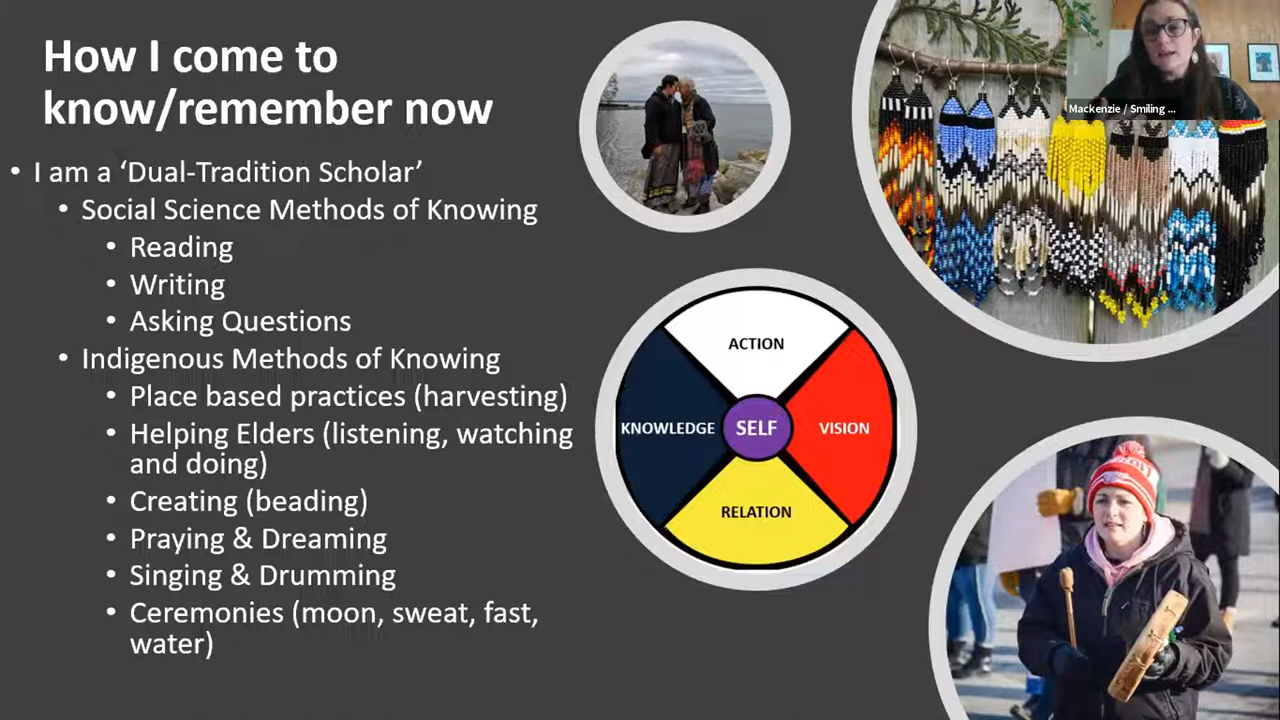 How I come to
know/remember now
• I am a ‘Dual-Tradition Scholar’
• Social Science Methods of Knowing
• Reading
• Writing
• Asking Questions
• Indigenous Methods of Knowing
• Place based practices (harvesting)
• Helping Elders (listening, watching
and doing)
• Creating (beading)
• Praying & Dreaming
• Singing & Drumming
• Ceremonies (moon, sweat, fast,
water)
ACTION
KNOWLEDGE
SELF
VISION
RELATION
Mackenzie / Smiling ...